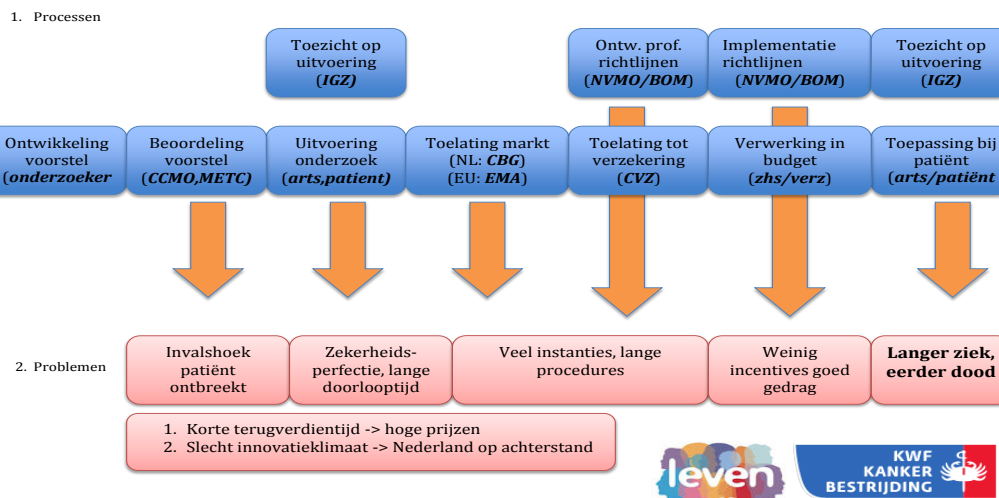 1. Processen
Toezicht op
uitvoering
(IGZ)
Ontw. prof.
richtlijnen
(NVMO/BOM)
Implementatie
richtlijnen
(NVMO/BOM)
Toezicht op
uitvoering
(IGZ)
Ontwikkeling
voorstel
(onderzoeker
Beoordeling
voorstel
(CCMO,METC)
Uitvoering
onderzoek
(arts,patient)
Toelating markt
(NL: CBG)
(EU: EMA)
Toelating tot
verzekering
(CVZ)
Verwerking in
budget
(zhs/verz)
Toepassing bij
patiënt
(arts/patiënt
2. Problemen
Invalshoek
patiënt
ontbreekt
Zekerheids-
perfectie, lange
doorlooptijd
Veel instanties, lange
procedures
Weinig
incentives goed
gedrag
Langer ziek,
eerder dood
1. Korte terugverdientijd -> hoge prijzen
2. Slecht innovatieklimaat -> Nederland op achterstand
leven
KWF
KANKER
BESTRIJDING